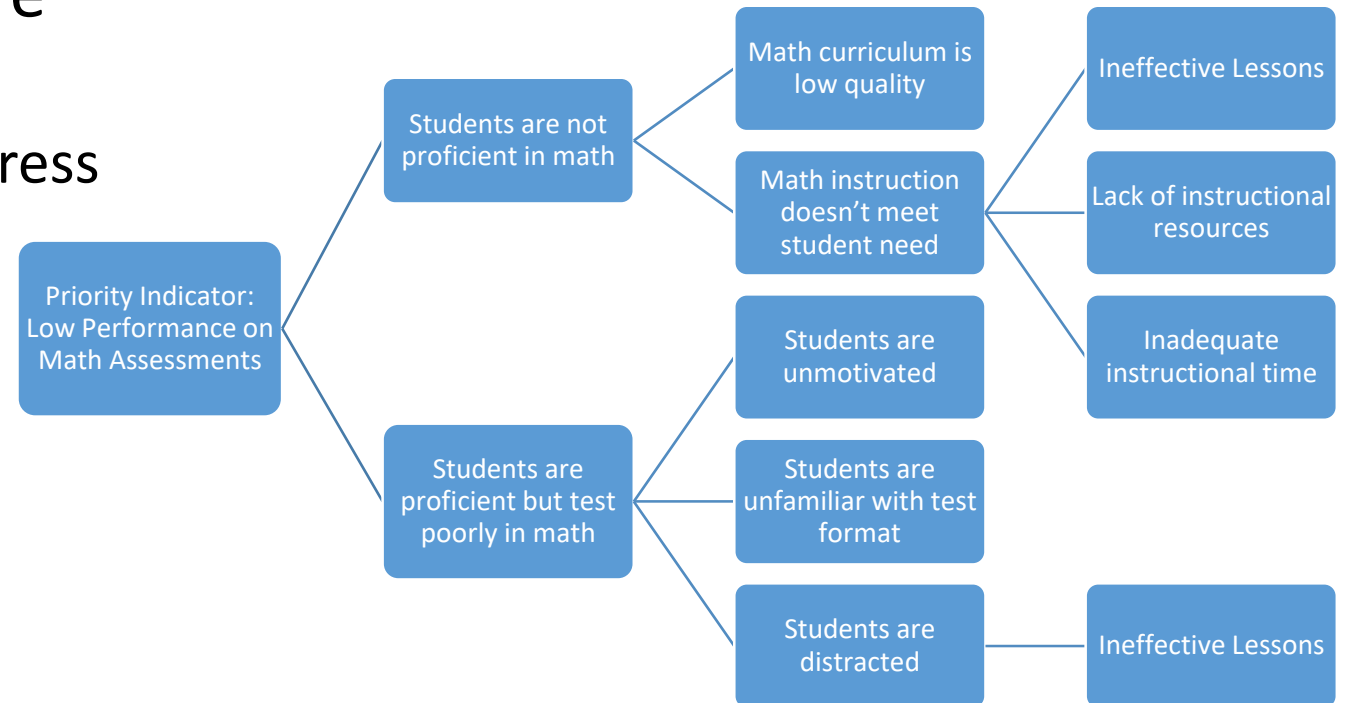 ress
Priority Indicator:
Low Performance on
Math Assessments
Students are not
proficient in math
Students are
proficient but test
poorly in math
Math curriculum is
low quality
Math instruction
doesn’t meet
student need
Students are
unmotivated
Students are
unfamiliar with test
format
Students are
distracted
Ineffective Lessons
Lack of instructional
resources
Inadequate
instructional time
Ineffective Lessons